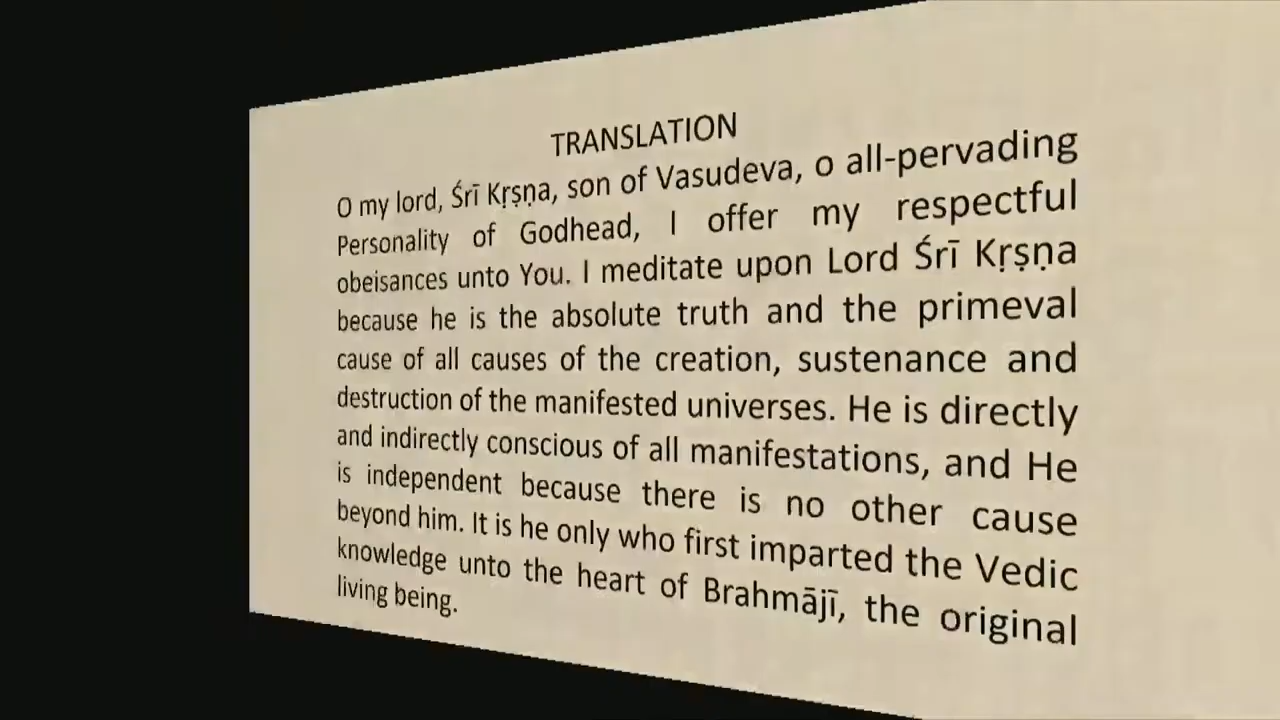 TRANSLATION
O my lord, Śrī Kṛṣṇa, son of Vasudeva, o all-pervading
Personality of Godhead, I offer my respectful
obeisances unto You. I meditate upon Lord Śrī Kṛṣṇa
because he is the absolute truth and the primeval
cause of all causes of the creation, sustenance and
destruction of the manifested universes. He is directly
and indirectly conscious of all manifestations, and He
is independent because there is no other cause
beyond him. It is he only who first imparted the Vedic
knowledge unto the heart of Brahmājī, the original
living being.